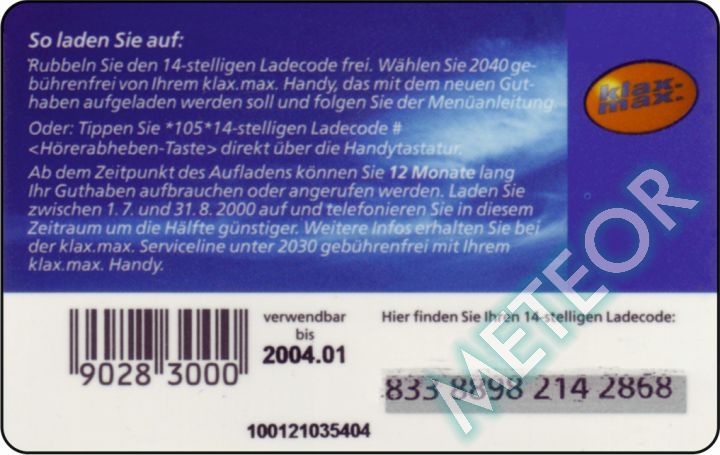 So laden Sie auf:
Rubbeln Sie den 14-stelligen Ladecode frei. Wählen Sie 2040 ge-
bührenfrei von Ihrem klax.max. Handy, das mit dem neuen Gut-
haben aufgeladen werden soll und folgen Sie der Menüanleitung.
Oder: Tippen Sie *105*14-stelligen Ladecode #
<Hörerabheben-Taste> direkt über die Handytastatur.
Ab dem Zeitpunkt des Aufladens können Sie 12 Monate lang
Ihr Guthaben aufbrauchen oder angerufen werden. Laden Sie
zwischen 1.7. und 31.8.2000 auf und telefonieren Sie in diesem
Zeitraum um die Hälfte günstiger. Weitere Infos erhalten Sie bei
der klax.max. Serviceline unter 2030 gebührenfrei mit Ihrem
klax.max. Handy.
klax-
max.
METEOR
verwendbar
bis
2004.01
Hier finden Sie Ihren 14-stelligen Ladecode:
9028 3000
833 8898 214 2868
100121035404